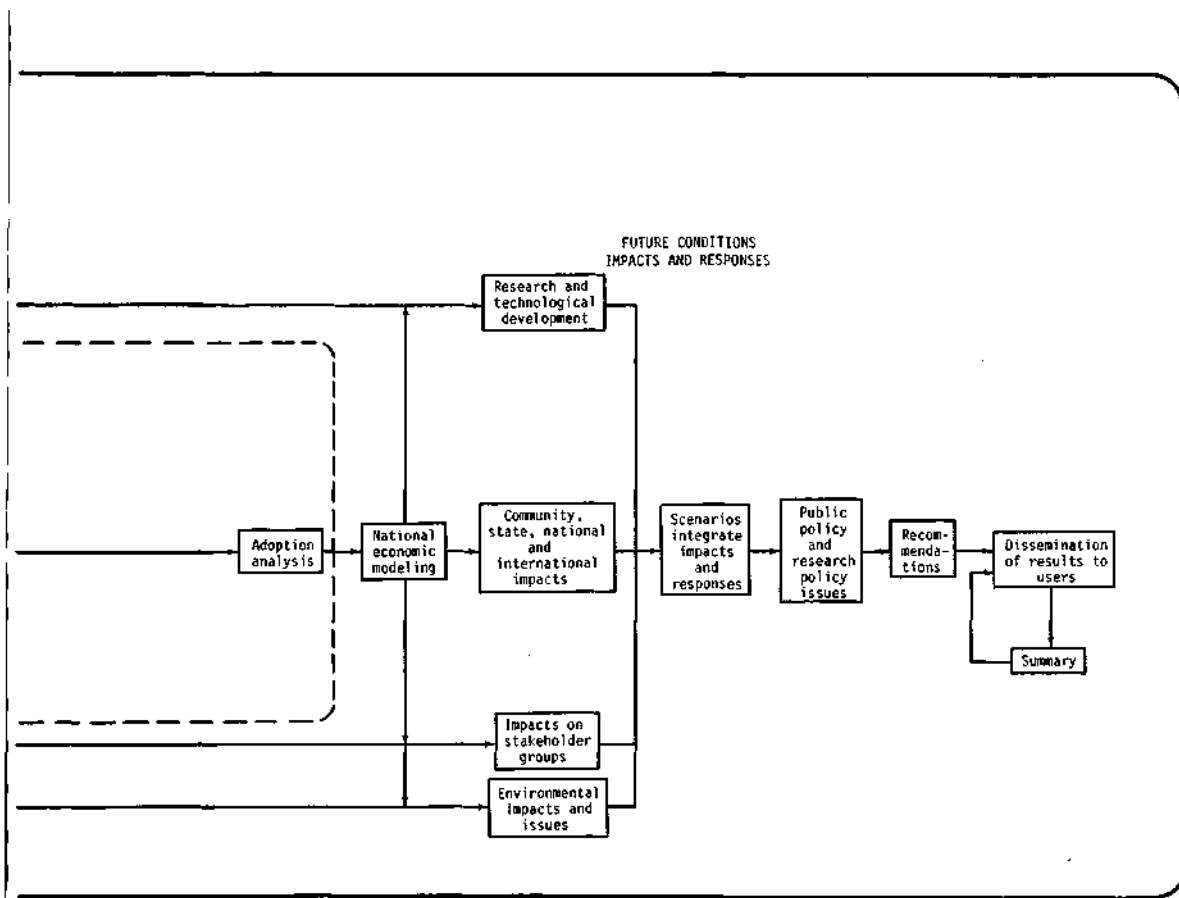 FUTURE CONDITIONS
IMPACTS AND RESPONSES
Research and
technological
development
Adoption
analysis
National
economic
modeling
Community,
state, national
and
international
impacts
Scenarios
integrate
impacts
and
responses
Public
policy
and
research
policy
issues
Recom-
menda-
tions
Dissemination
of results to
users
Summary
Impacts on
stakeholder
groups
Environmental
impacts and
issues